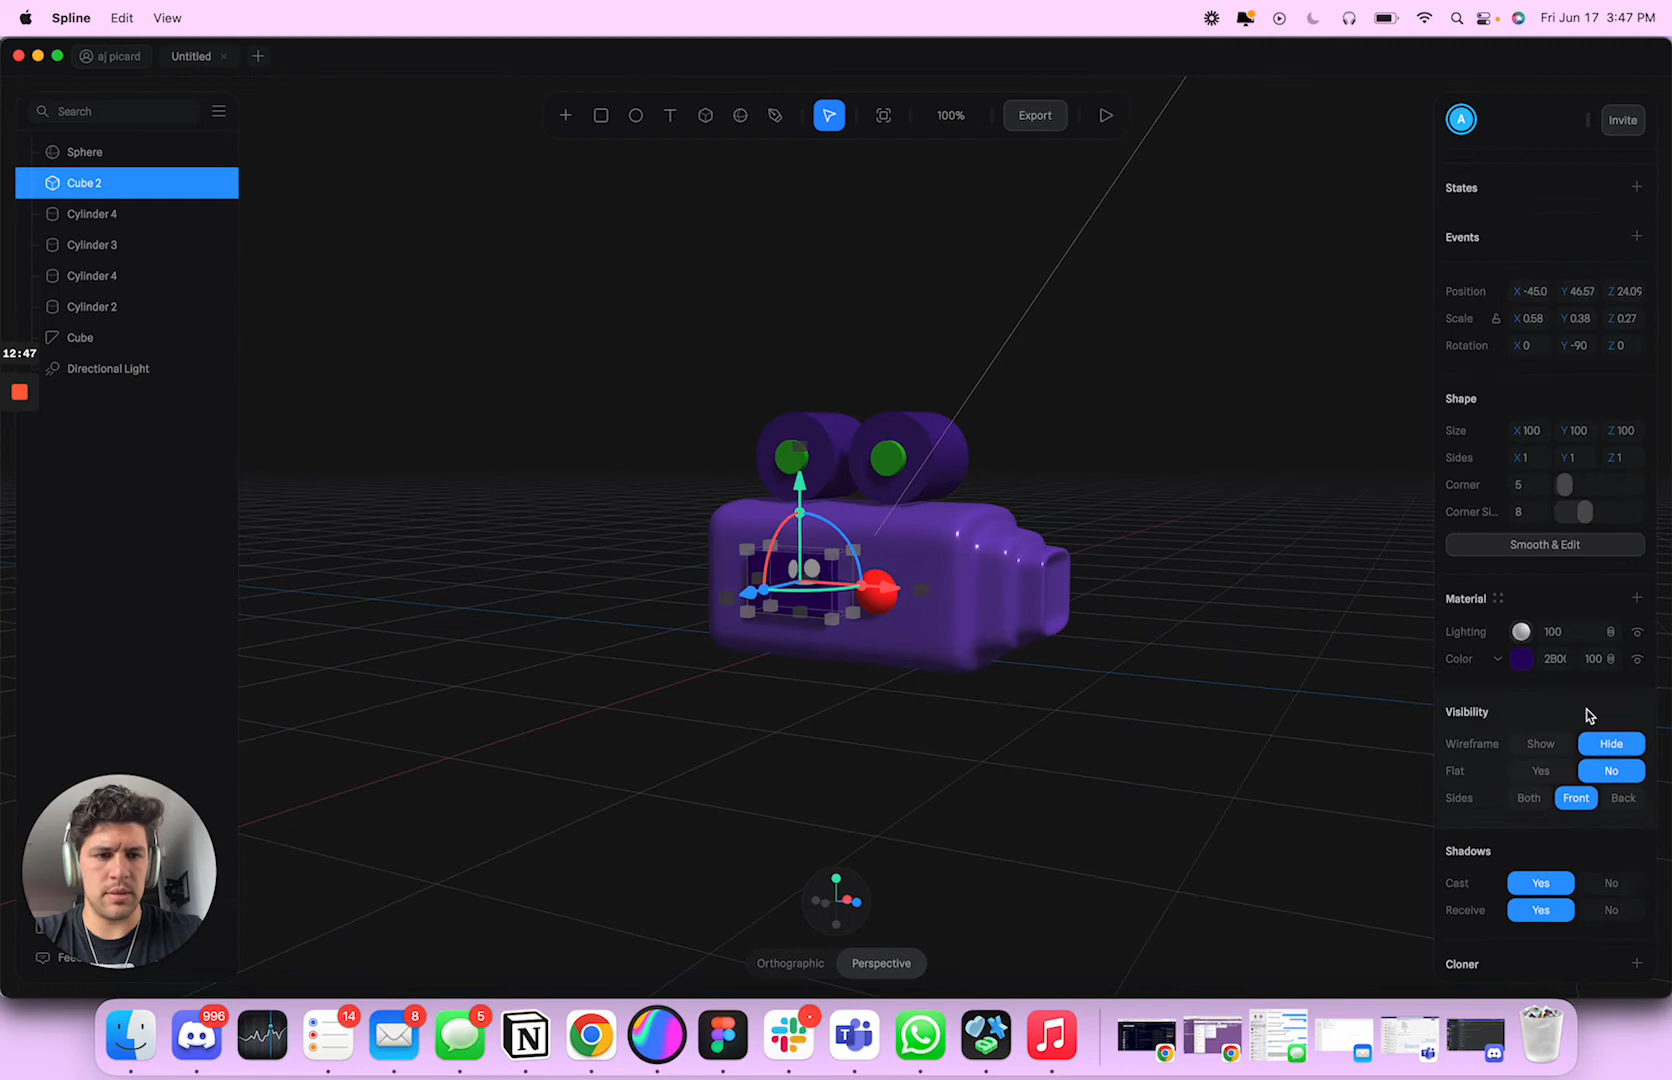 Spline Edit View Fri Jun 17 3:47 PM
aj picard Untitled
Search
100% Export
A Invite
Sphere
Cube 2
Cylinder 4
Cylinder 3
Cylinder 4
Cylinder 2
Cube
Directional Light
12:47
States
Events
Position X -45.0 Y 46.57 Z 24.09
Scale X 0.58 Y 0.38 Z 0.27
Rotation X 0 Y -90 Z 0
Shape
Size X 100 Y 100 Z 100
Sides X 1 Y 1 Z 1
Corner 5
Corner Si... 8
Smooth & Edit
Material
Lighting 100
Color 2B0( 100
Visibility
Wireframe Show Hide
Flat Yes No
Sides Both Front Back
Shadows
Cast Yes No
Receive Yes No
Cloner
Orthographic Perspective
996 14 8 5